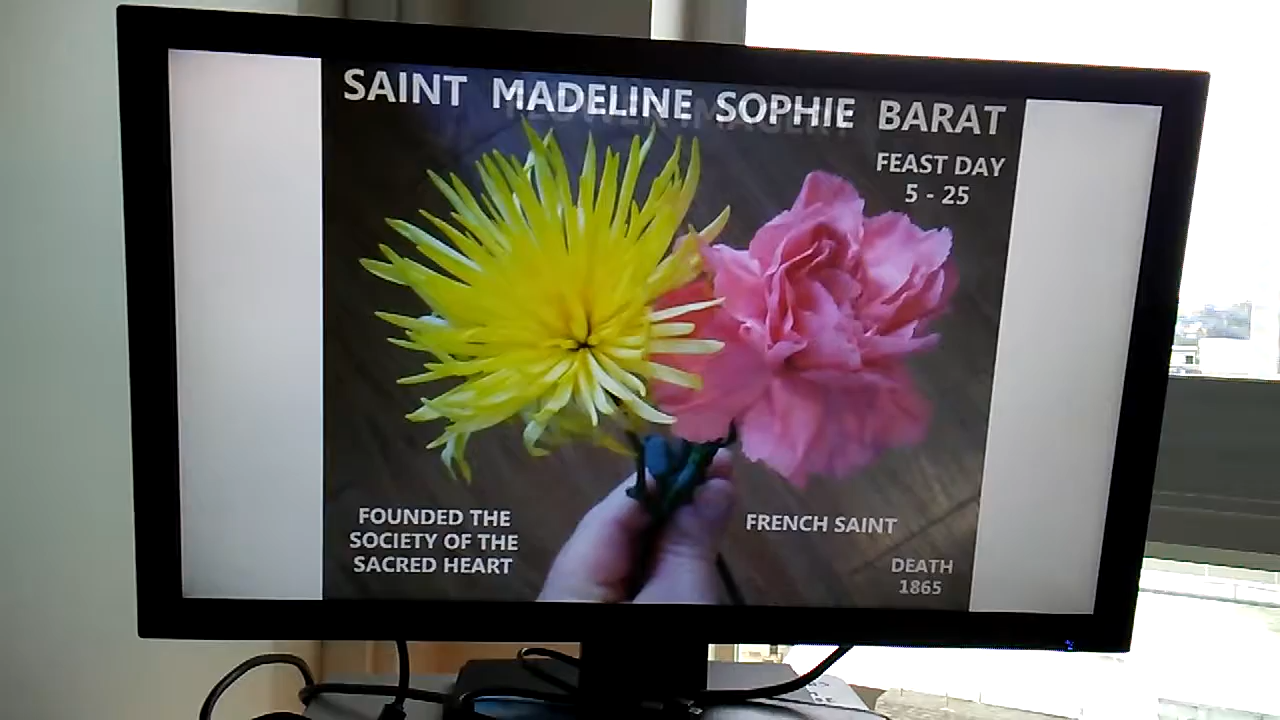 SAINT MADELINE SOPHIE BARAT
FEAST DAY
5 - 25
FOUNDED THE
SOCIETY OF THE
SACRED HEART
FRENCH SAINT
DEATH
1865